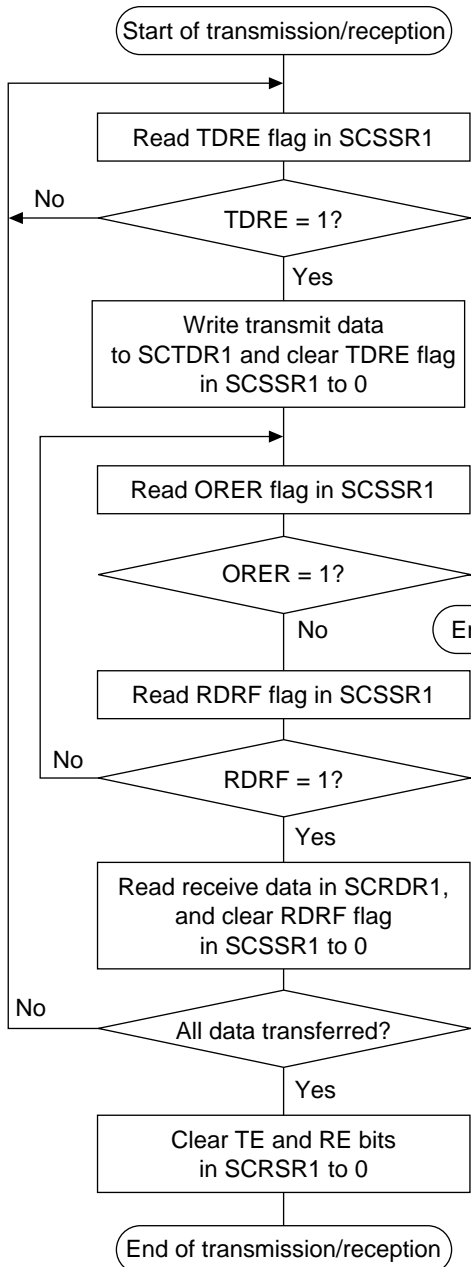 Start of transmission/reception
Read TDRE flag in SCSSR1
No
TDRE = 1?
Yes
Write transmit data
to SCTDR1 and clear TDRE flag
in SCSSR1 to 0
Read ORER flag in SCSSR1
ORER = 1?
No
Read RDRF flag in SCSSR1
No
RDRF = 1?
Yes
Read receive data in SCRDR1,
and clear RDRF flag
in SCSSR1 to 0
No
All data transferred?
Yes
Clear TE and RE bits
in SCRSR1 to 0
End of transmission/reception